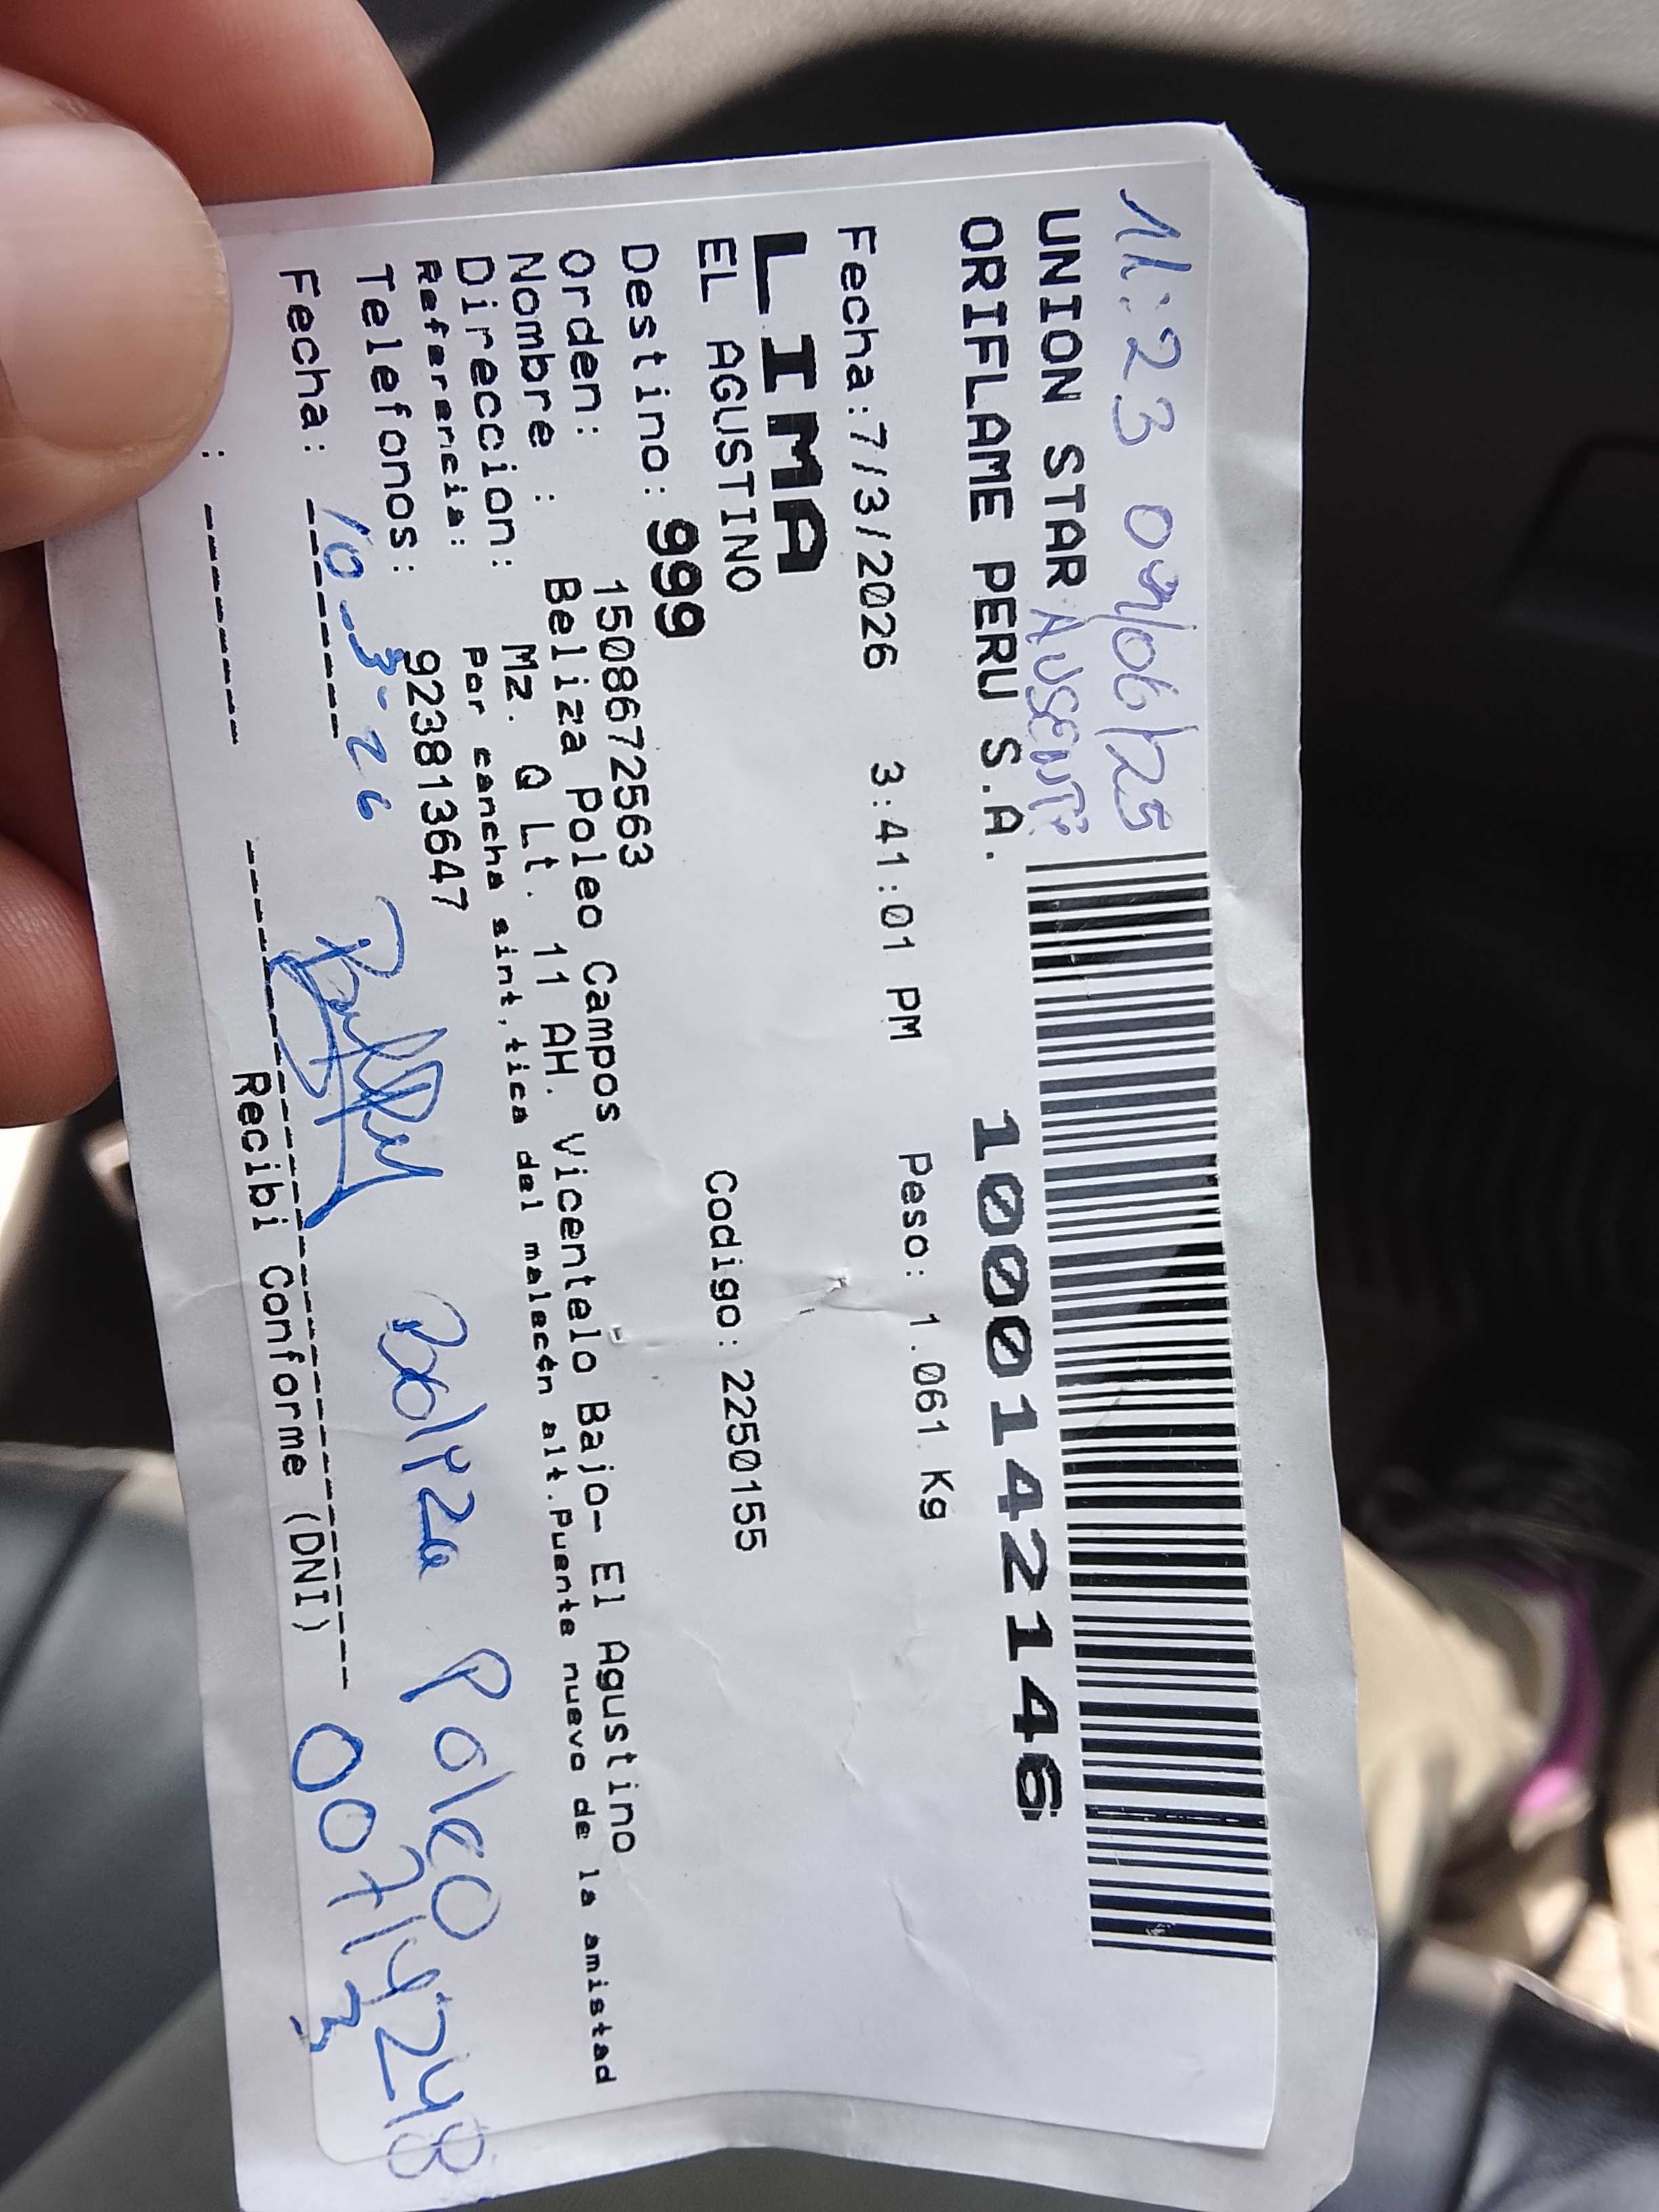 11:23 09/06/25
UNION STAR AUSENTE
ORIFLAME PERU S.A. 10001421146
Fecha:7/3/2026 3:41:01 PM Peso: 1.061 Kg
LIMA
EL AGUSTINO Codigo: 2250155
Destino: 999
Orden: 1508672563
Nombre : Beliza Poleo Campos
Direccion: Mz. Q Lt. 11 AH. Vicentelo Bajo- El Agustino
Referencia: Por cancha sint,tica del malec¢n alt.Puente nuevo de la amistad
Telefonos: 923813647
Fecha: 10-3-26 Beliza Poleo
007142483
Recibi Conforme (DNI)